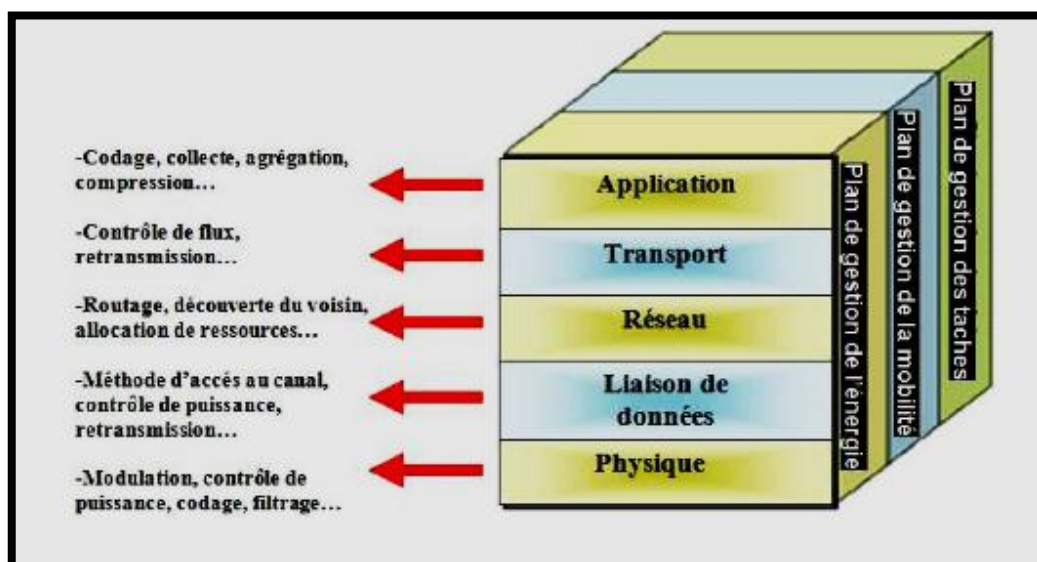 -Codage, collecte, agrégation,
compression…
-Contrôle de flux,
retransmission…
-Routage, découverte du voisin,
allocation de ressources…
-Méthode d'accés au canal,
contrôle de puissance,
retransmission…
-Modulation, contrôle de
puissance, codage, filtrage…
Application
Transport
Réseau
Liaison de
données
Physique
Plan de gestion de l'énergie
Plan de gestion de la mobilité
Plan de gestion des taches